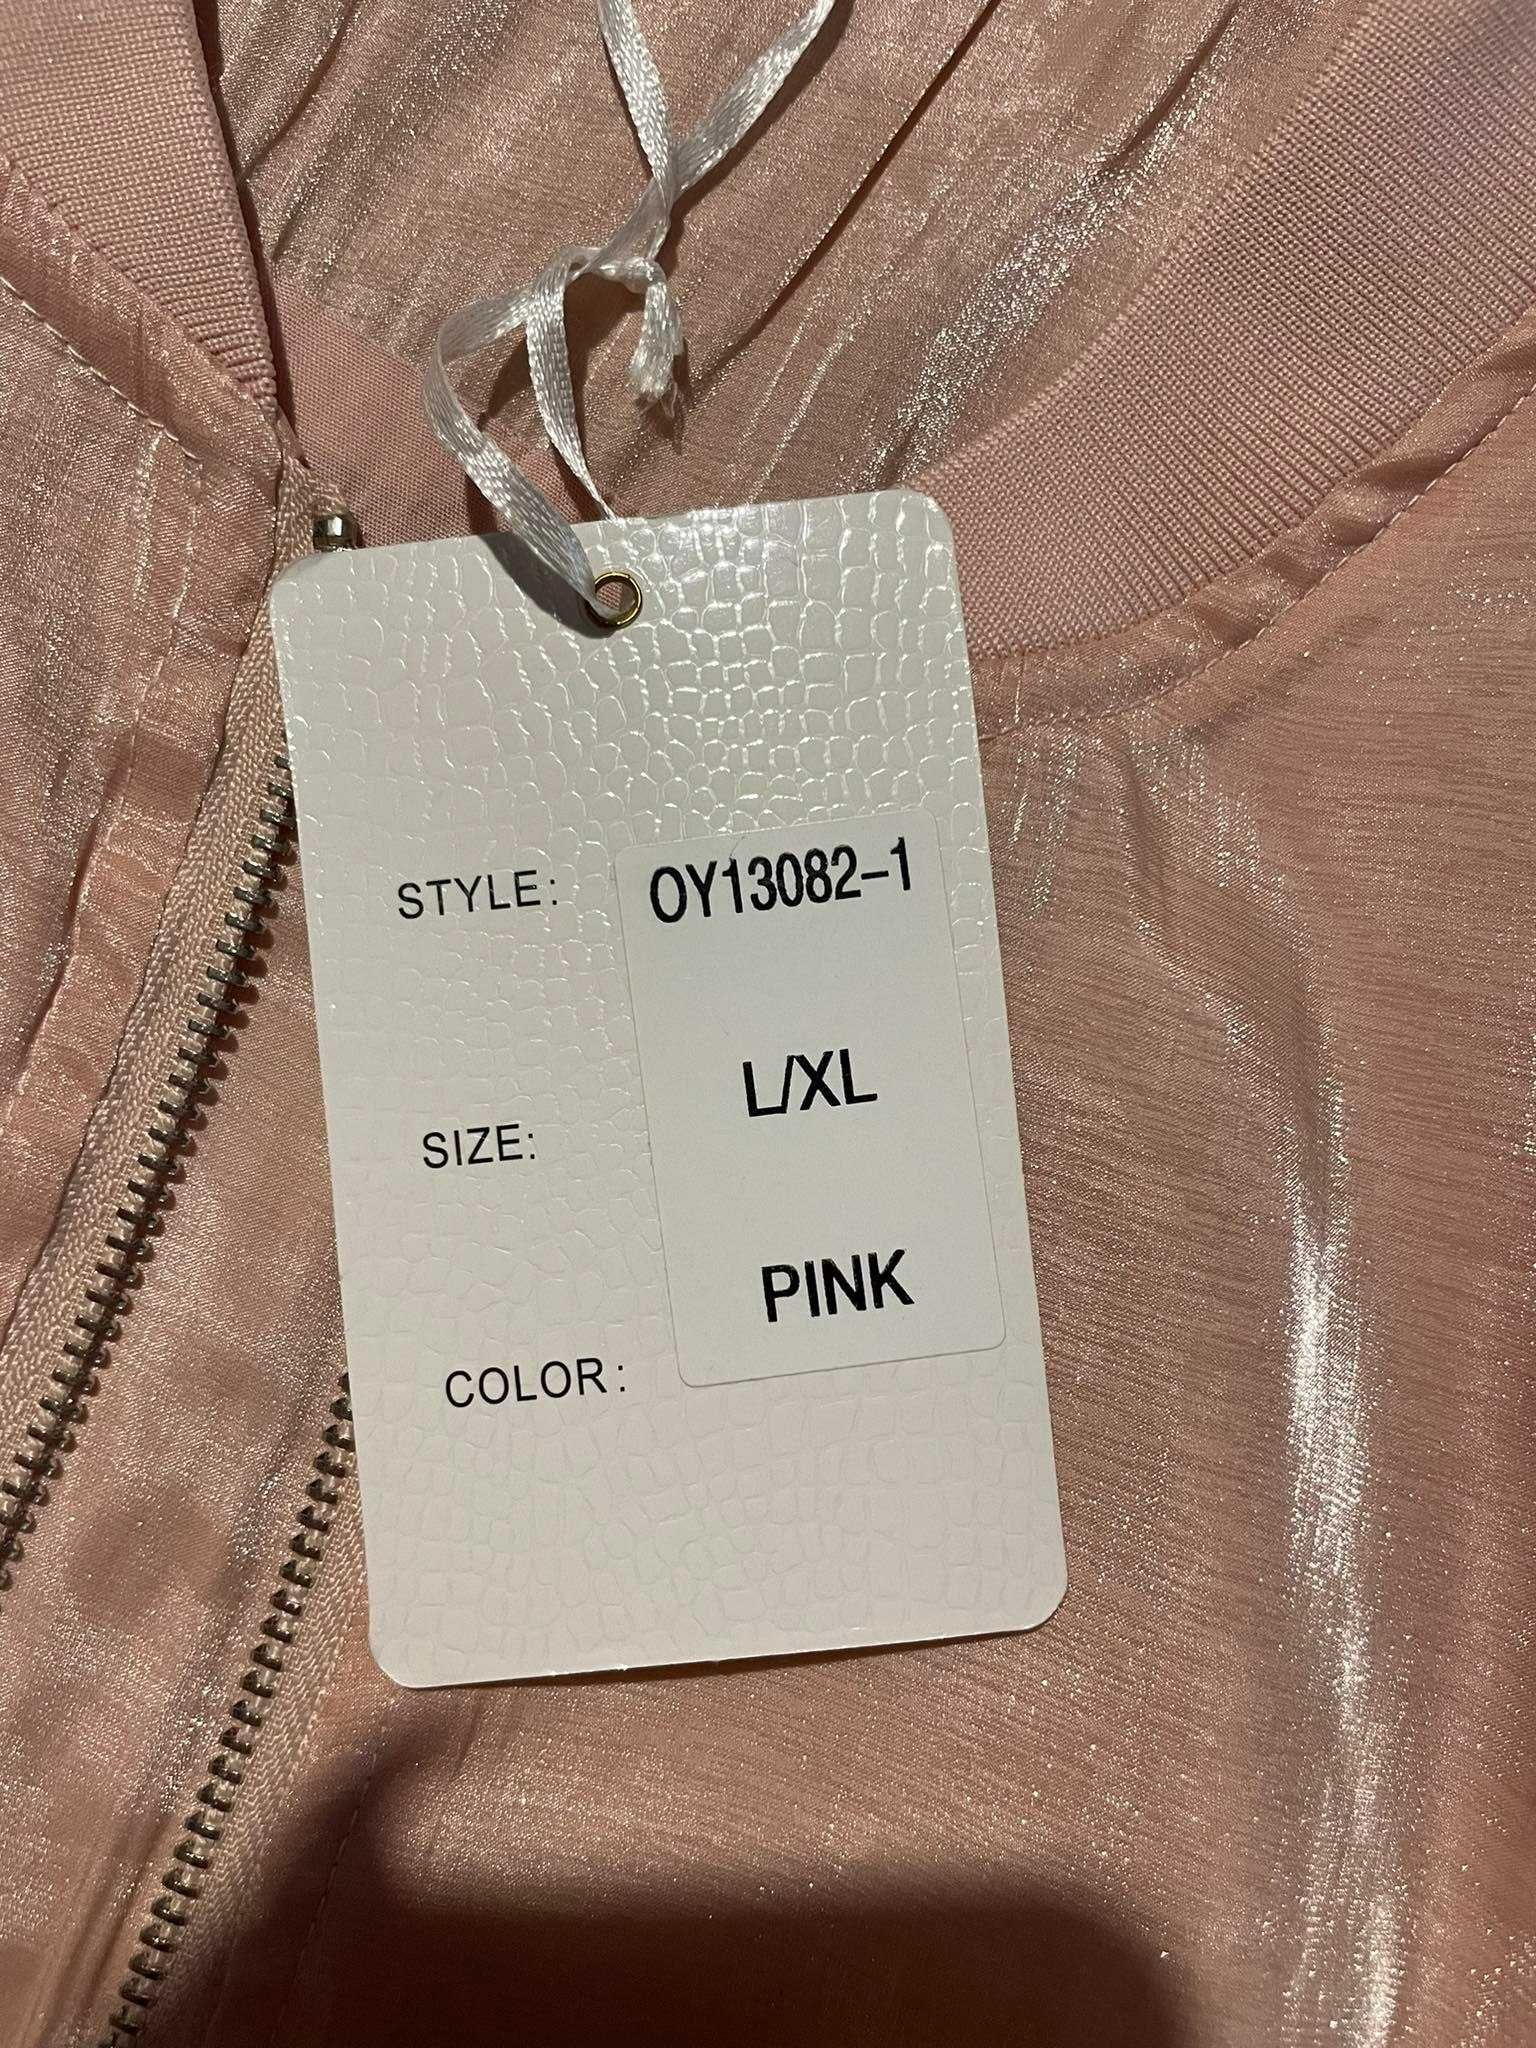 STYLE: OY13082-1
SIZE: L/XL
COLOR: PINK